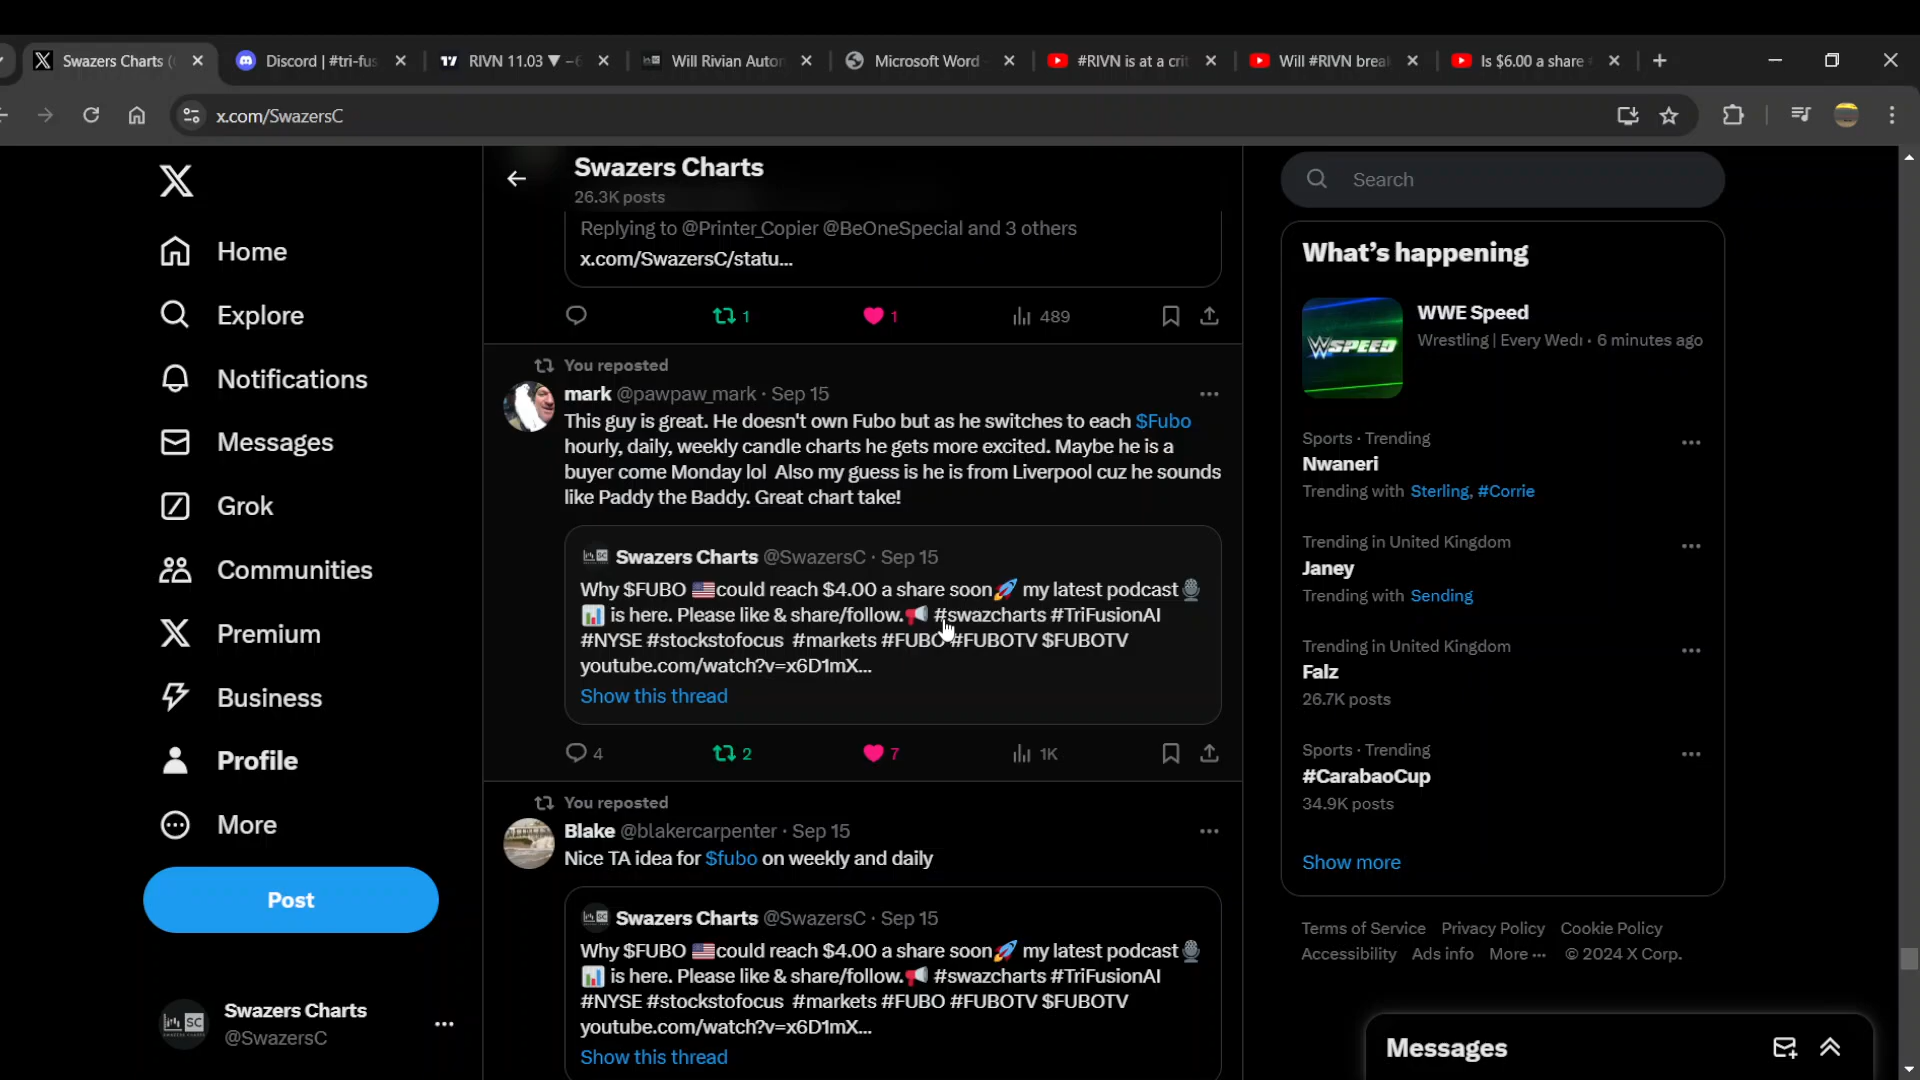 Swazers Charts (
Discord | #tri-fus
RIVN 11.03 ▼ −6
Will Rivian Auton
Microsoft Word -
#RIVN is at a crit
Will #RIVN brea
Is $6.00 a share
x.com/SwazersC
Home
Explore
Notifications
Messages
Grok
Communities
Premium
Business
Profile
More
Post
Swazers Charts
@SwazersC
Swazers Charts
26.3K posts
Replying to @Printer_Copier @BeOneSpecial and 3 others
x.com/SwazersC/statu...
1
1
489
You reposted
mark @pawpaw_mark · Sep 15
This guy is great. He doesn't own Fubo but as he switches to each $Fubo
hourly, daily, weekly candle charts he gets more excited. Maybe he is a
buyer come Monday lol Also my guess is he is from Liverpool cuz he sounds
like Paddy the Baddy. Great chart take!
Swazers Charts @SwazersC · Sep 15
Why $FUBO 🇺🇸could reach $4.00 a share soon🚀 my latest podcast🎙
📊 is here. Please like & share/follow.📢 #swazcharts #TriFusionAI
#NYSE #stockstofocus #markets #FUBO #FUBOTV $FUBOTV
youtube.com/watch?v=x6D1mX...
Show this thread
4
2
7
1K
You reposted
Blake @blakercarpenter · Sep 15
Nice TA idea for $fubo on weekly and daily
Swazers Charts @SwazersC · Sep 15
Why $FUBO 🇺🇸could reach $4.00 a share soon🚀 my latest podcast🎙
📊 is here. Please like & share/follow.📢 #swazcharts #TriFusionAI
#NYSE #stockstofocus #markets #FUBO #FUBOTV $FUBOTV
youtube.com/watch?v=x6D1mX...
Show this thread
Search
What's happening
WSPEED
WWE Speed
Wrestling | Every Wedı · 6 minutes ago
Sports · Trending
Nwaneri
Trending with Sterling, #Corrie
Trending in United Kingdom
Janey
Trending with Sending
Trending in United Kingdom
Falz
26.7K posts
Sports · Trending
#CarabaoCup
34.9K posts
Show more
Terms of Service Privacy Policy Cookie Policy
Accessibility Ads info More ··· © 2024 X Corp.
Messages